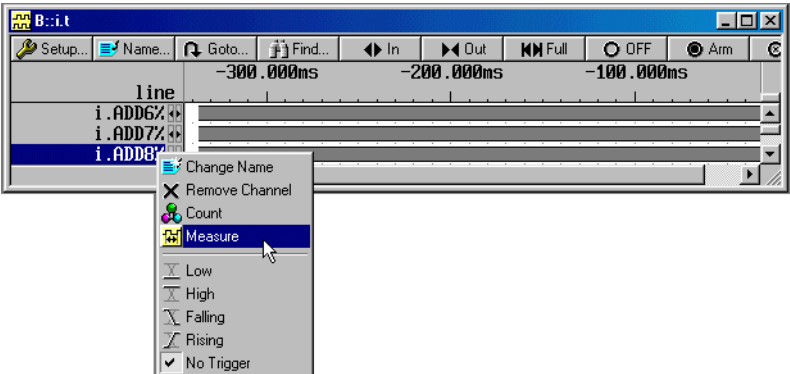 B::i.t
Setup... Name... Goto... Find... In Out Full OFF Arm
-300.000ms -200.000ms -100.000ms
line
i.ADD6%
i.ADD7%
i.ADD8%
Change Name
Remove Channel
Count
Measure
Low
High
Falling
Rising
No Trigger